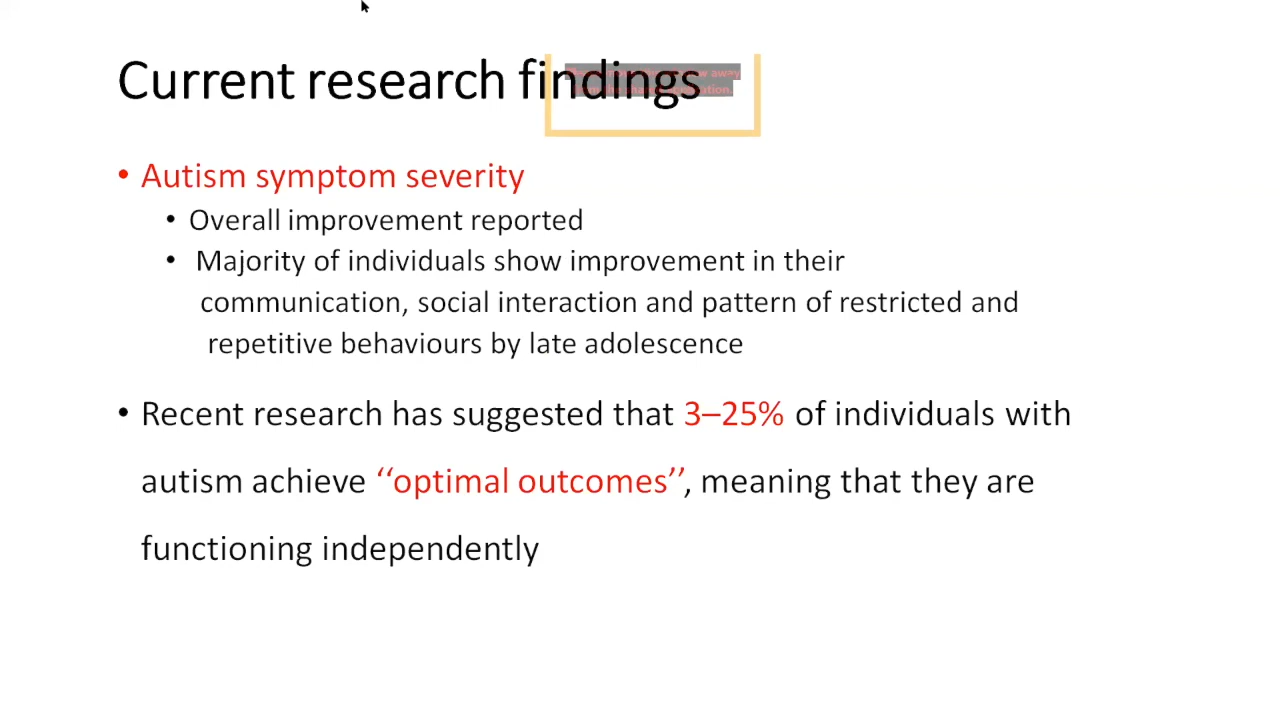 Current research findings
• Autism symptom severity
• Overall improvement reported
• Majority of individuals show improvement in their
communication, social interaction and pattern of restricted and
repetitive behaviours by late adolescence
• Recent research has suggested that 3–25% of individuals with
autism achieve ‘‘optimal outcomes’’, meaning that they are
functioning independently